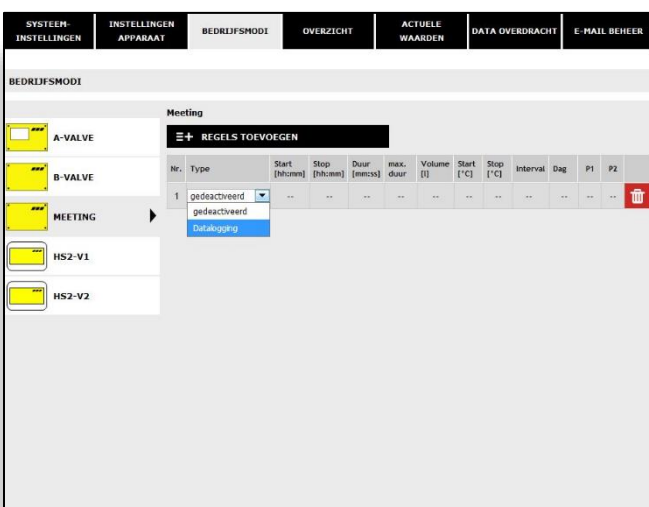 SYSTEEM-
INSTELLINGEN
INSTELLINGEN
APPARAAT
BEDRIJFSMODI
OVERZICHT
ACTUELE
WAARDEN
DATA OVERDRACHT
E-MAIL BEHEER
BEDRIJFSMODI
A-VALVE
B-VALVE
MEETING
HS2-V1
HS2-V2
Meeting
REGELS TOEVOEGEN
Nr. Type Start [hh:mm] Stop [hh:mm] Duur [mm:ss] max. duur Volume [l] Start [°C] Stop [°C] Interval Dag P1 P2
1 gedeactiveerd -- -- -- -- -- -- -- -- -- -- --
gedeactiveerd
Datalogging